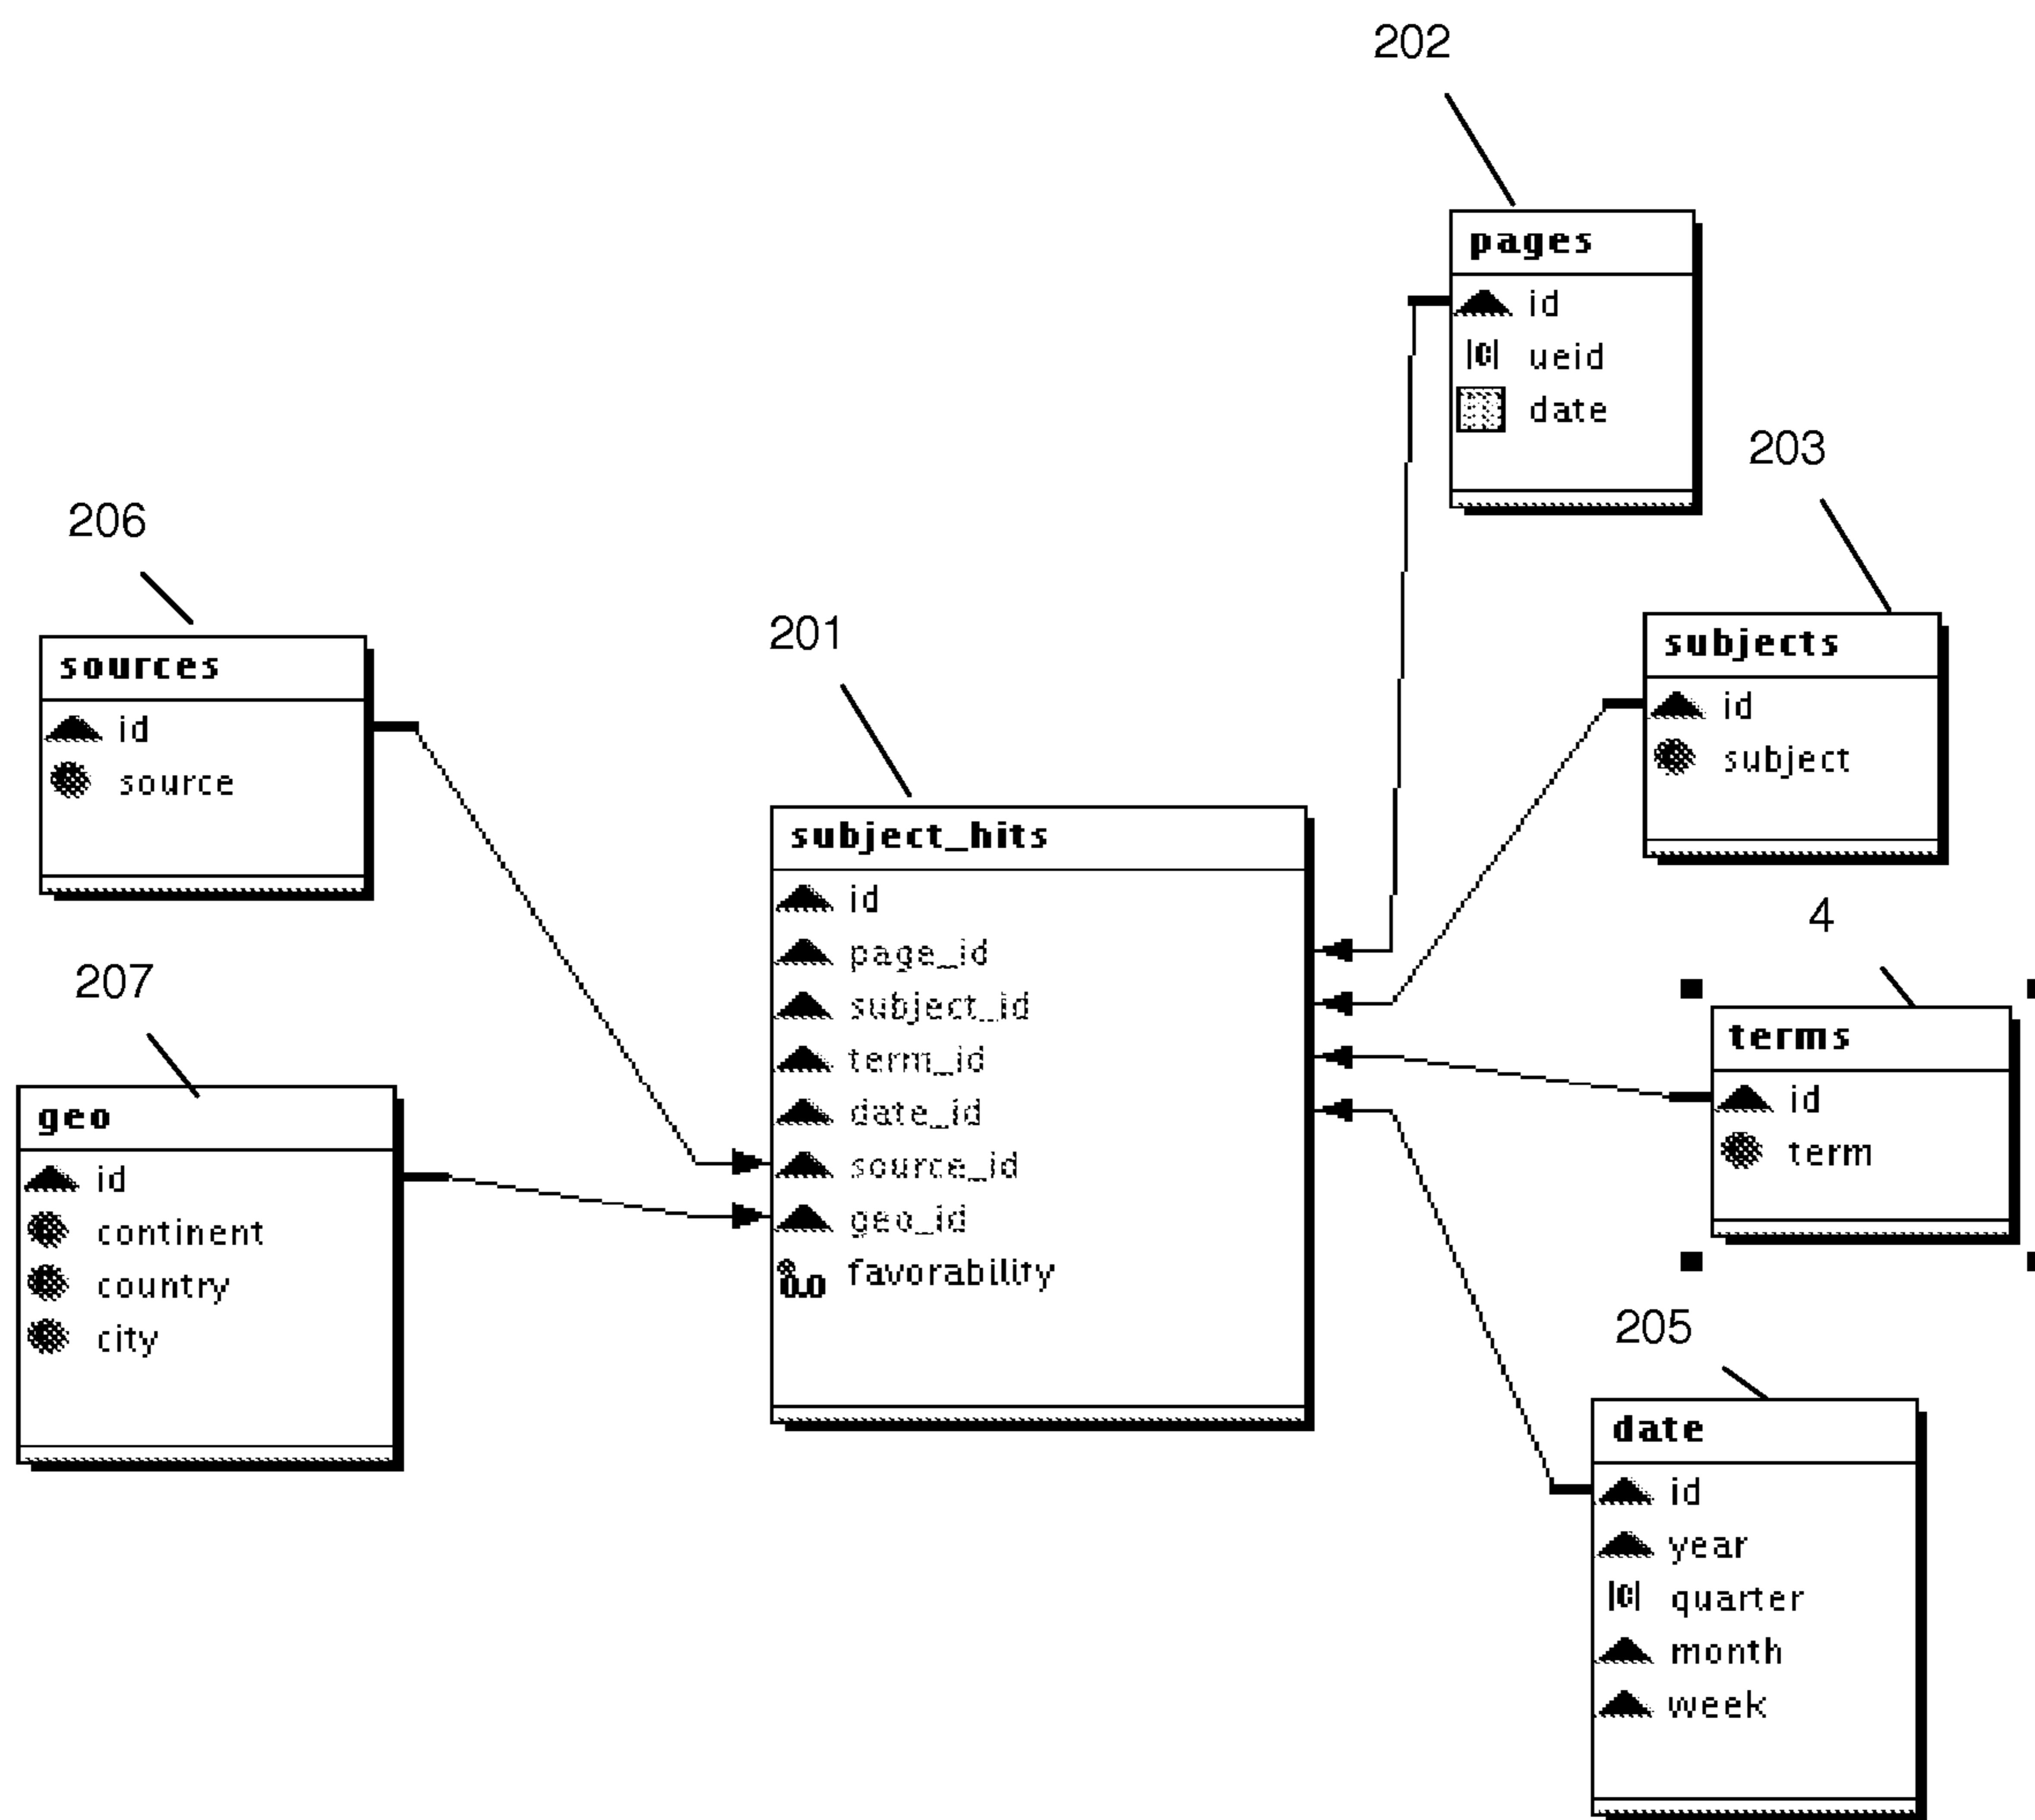 202
pages
id
ueid
date
203
subjects
id
subject
206
sources
id
source
201
subject_hits
id
page_id
subject_id
term_id
date_id
source_id
geo_id
0.0 favorability
207
geo
id
continent
country
city
4
terms
id
term
205
date
id
year
quarter
month
week